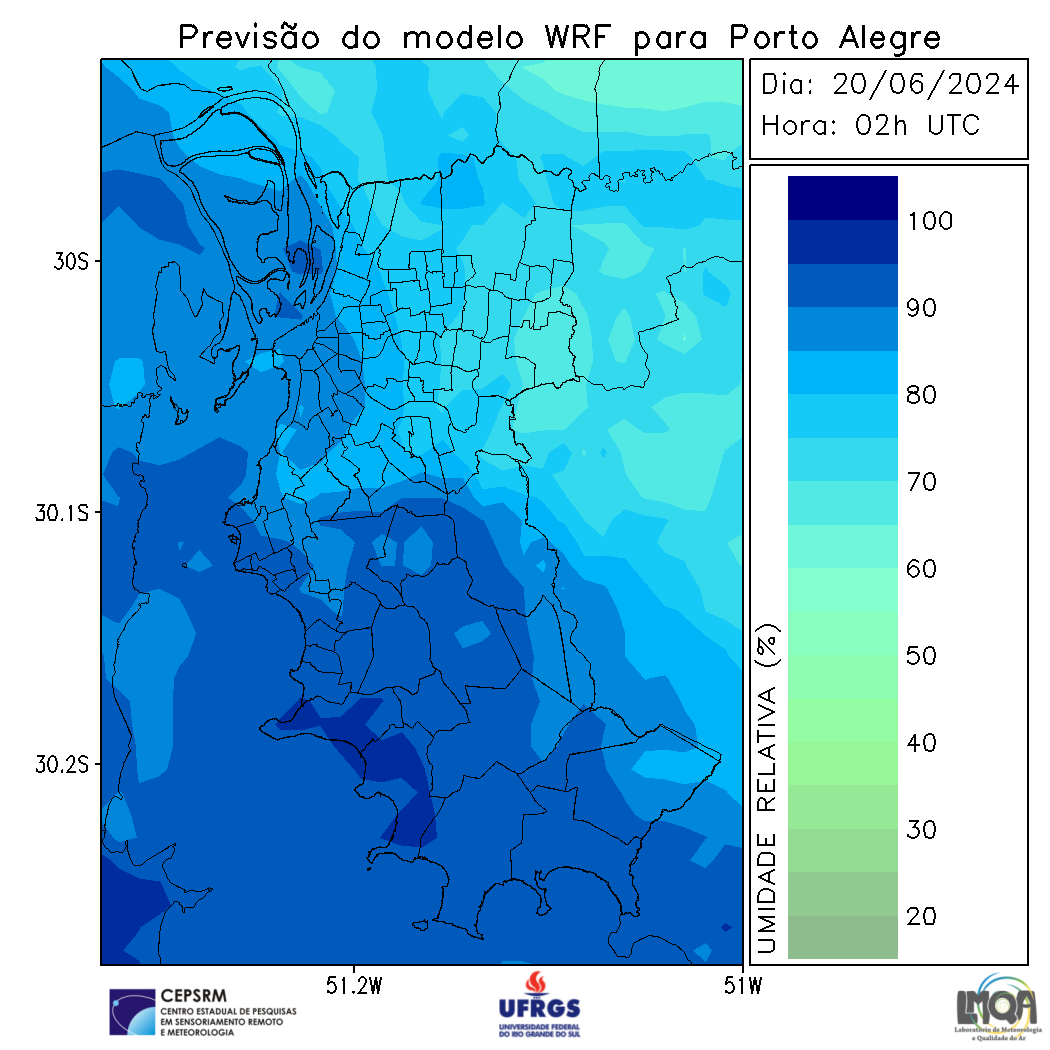 Previsão do modelo WRF para Porto Alegre
Dia: 20/06/2024
Hora: 02h UTC
30S
30.1S
30.2S
51.2W
51W
UMIDADE RELATIVA (%)
100
90
80
70
60
50
40
30
20
CEPSRM
CENTRO ESTADUAL DE PESQUISAS
EM SENSORIAMENTO REMOTO
E METEOROLOGIA
UFRGS
UNIVERSIDADE FEDERAL
DO RIO GRANDE DO SUL
LMQA
Laboratório de Meteorologia
e Qualidade do Ar